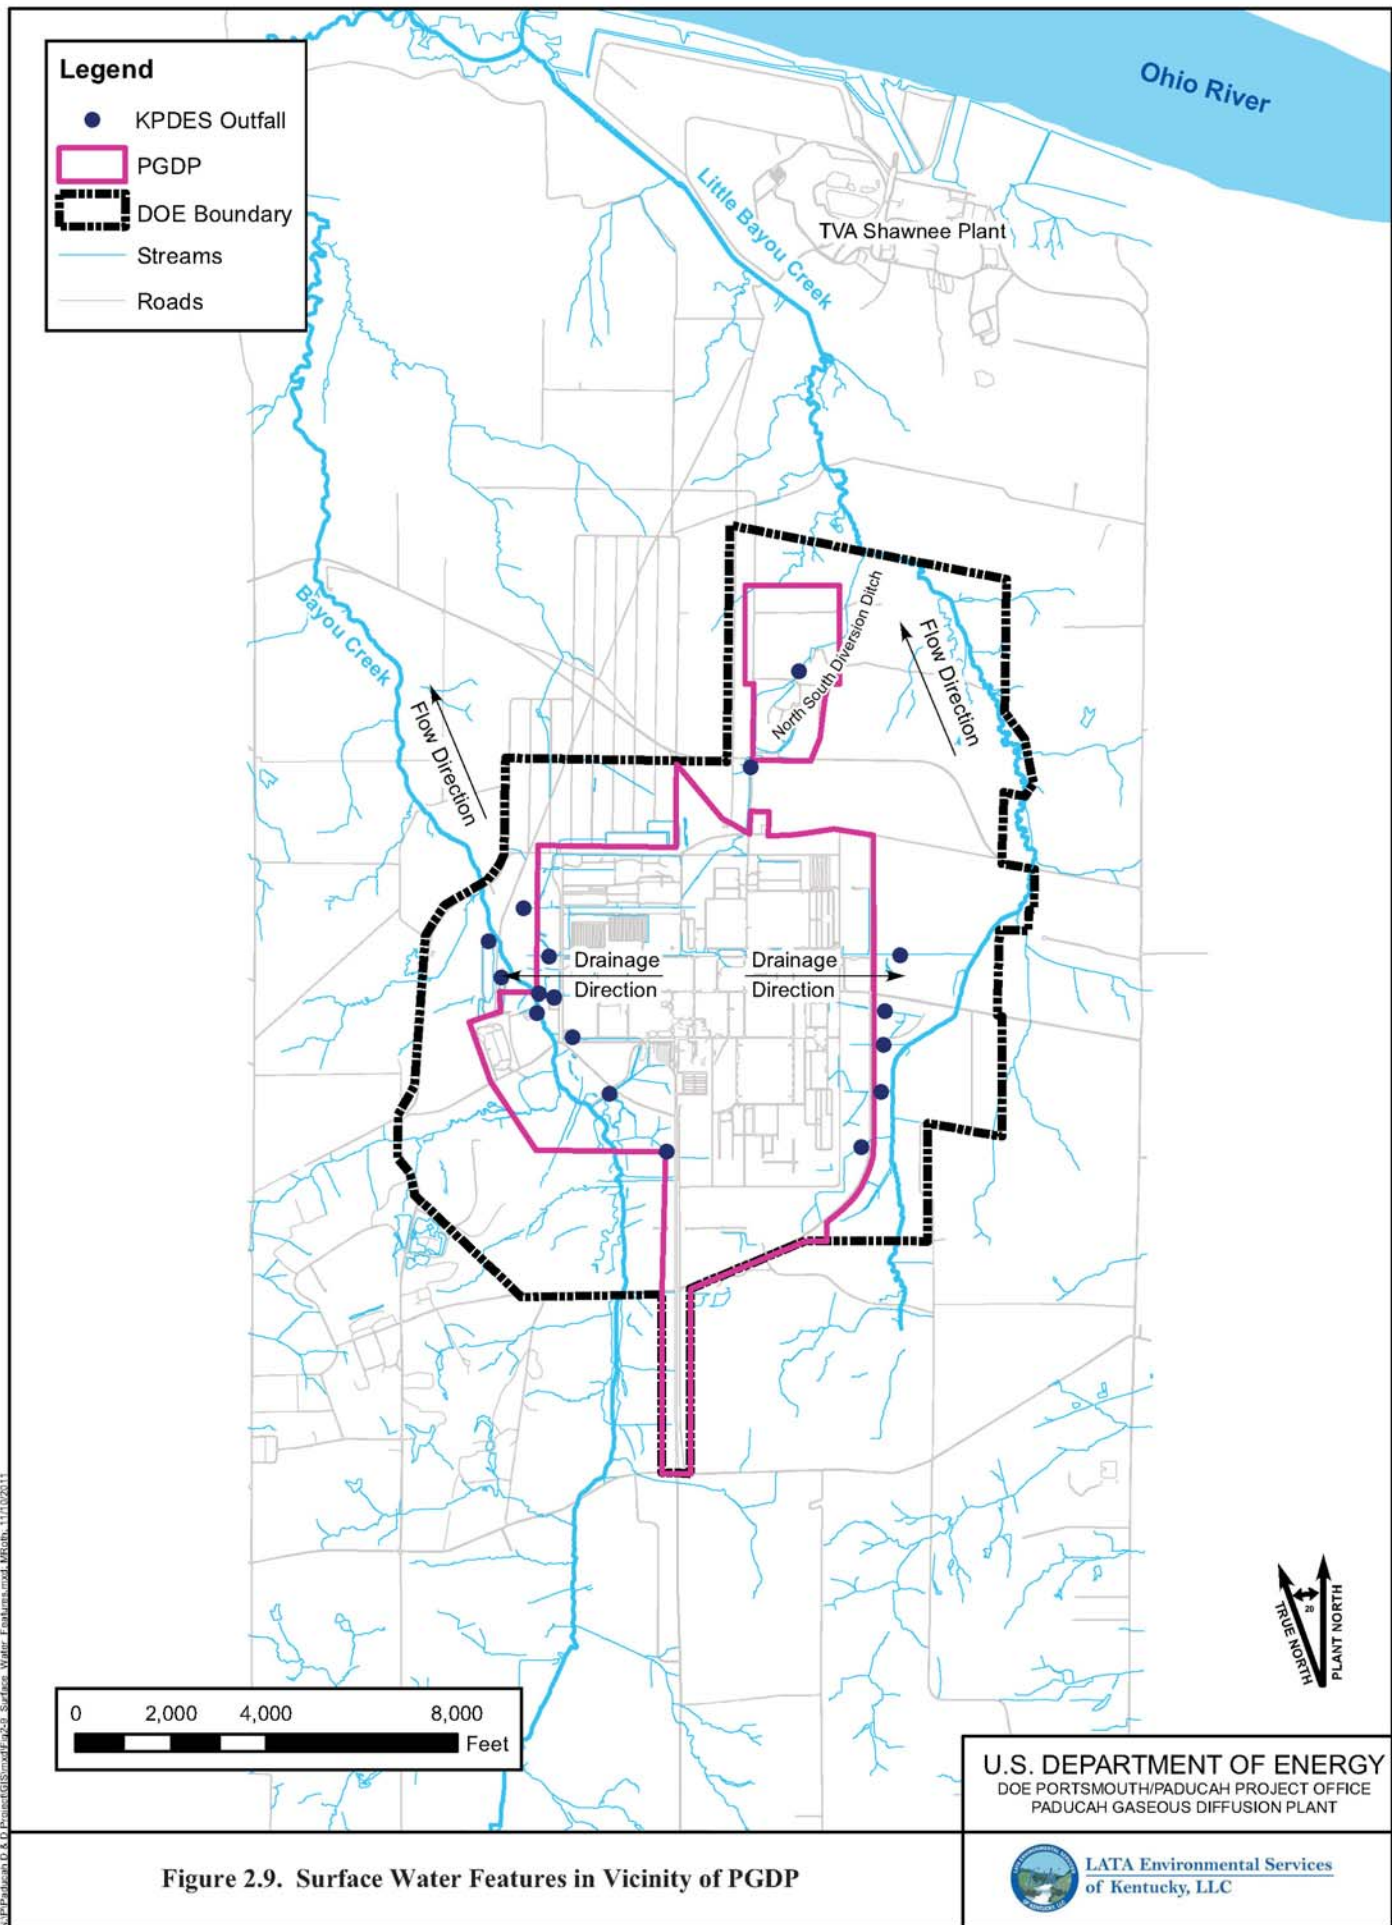 Legend
KPDES Outfall
PGDP
DOE Boundary
Streams
Roads
Ohio River
Little Bayou Creek
TVA Shawnee Plant
Bayou Creek
Flow Direction
North South Diversion Ditch
Flow Direction
Drainage
Direction
Drainage
Direction
TRUE NORTH
20
PLANT NORTH
0 2,000 4,000 8,000
Feet
U.S. DEPARTMENT OF ENERGY
DOE PORTSMOUTH/PADUCAH PROJECT OFFICE
PADUCAH GASEOUS DIFFUSION PLANT
Figure 2.9. Surface Water Features in Vicinity of PGDP
LATA Environmental Services
of Kentucky, LLC